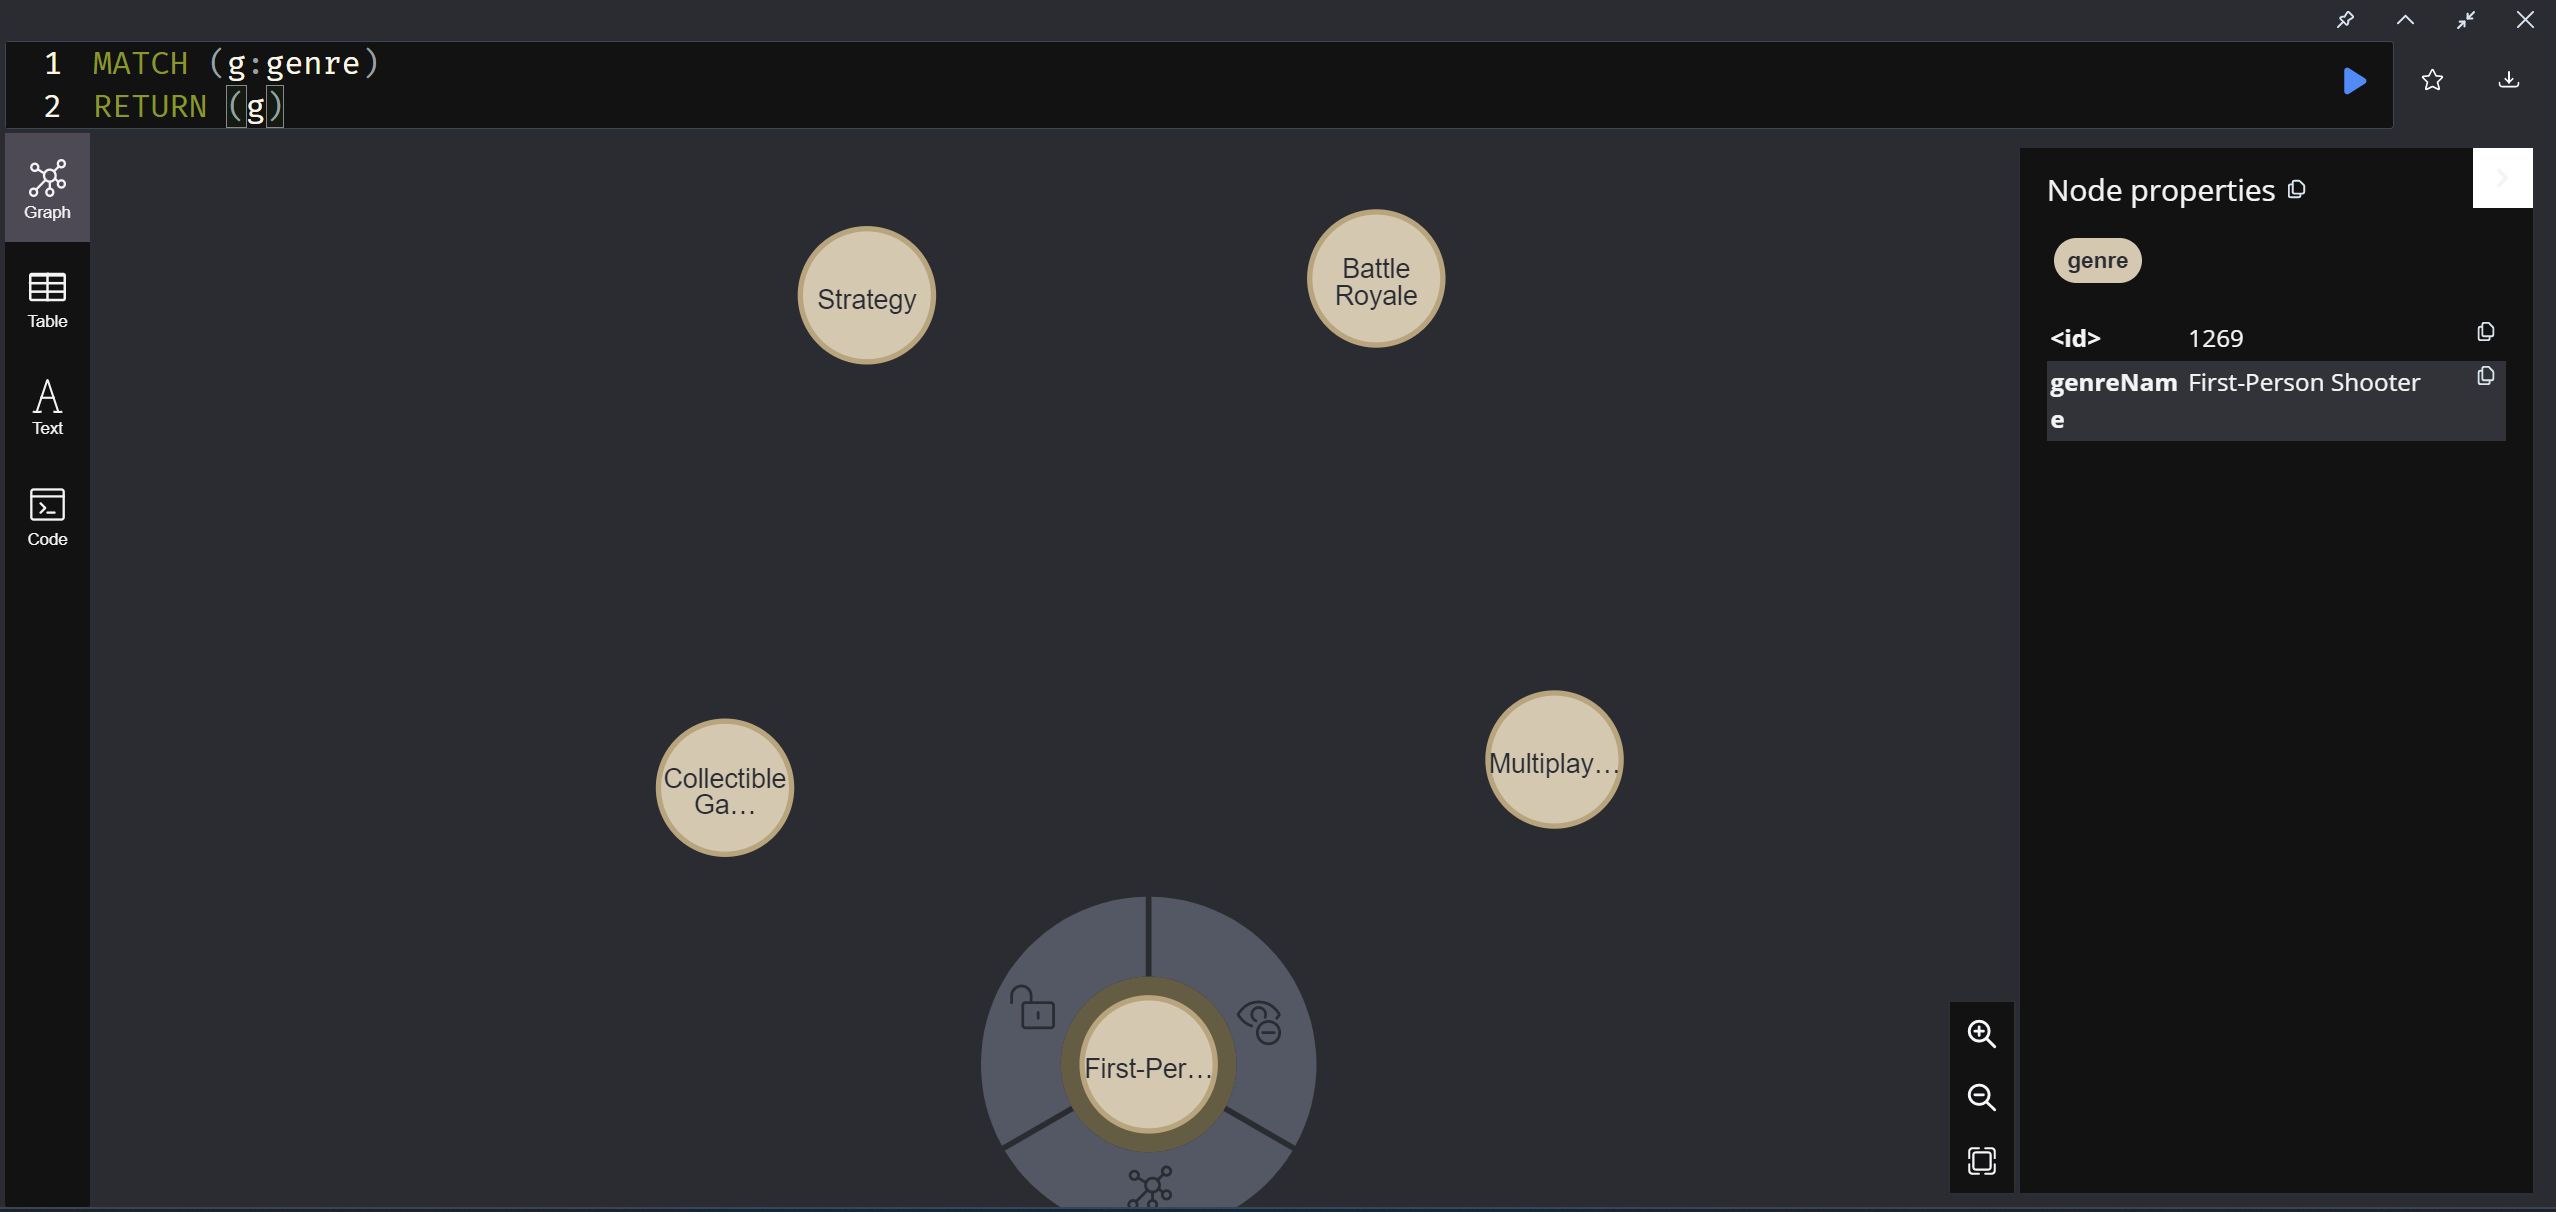 1 MATCH (g:genre)
2 RETURN (g)
Graph
Table
Text
Code
Strategy
Battle
Royale
Collectible
Ga...
Multiplay...
First-Per...
Node properties
genre
<id> 1269
genreNam First-Person Shooter
e